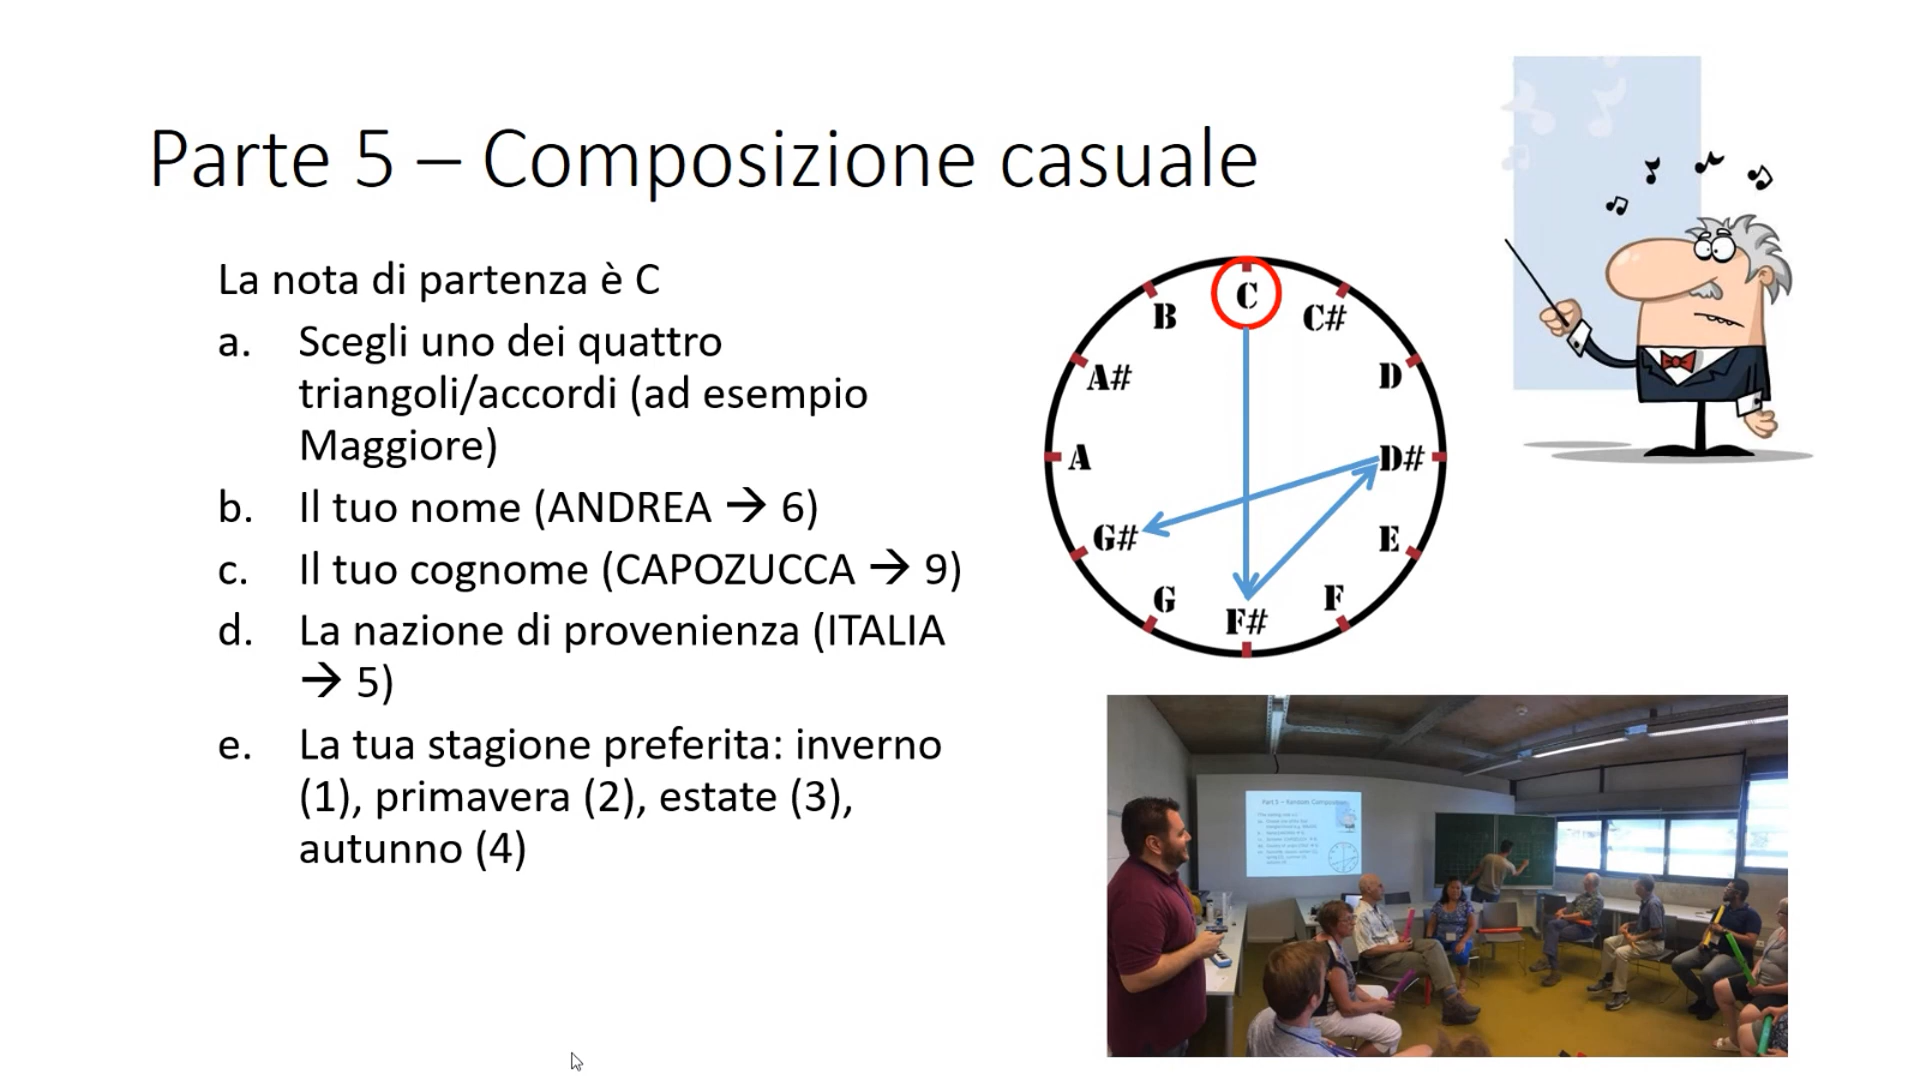 Parte 5 – Composizione casuale
La nota di partenza è C
a. Scegli uno dei quattro
triangoli/accordi (ad esempio
Maggiore)
b. Il tuo nome (ANDREA → 6)
c. Il tuo cognome (CAPOZUCCA → 9)
d. La nazione di provenienza (ITALIA
→ 5)
e. La tua stagione preferita: inverno
(1), primavera (2), estate (3),
autunno (4)
C
C#
D
D#
E
F
F#
G
G#
A
A#
B
Part 5 – Random Composition